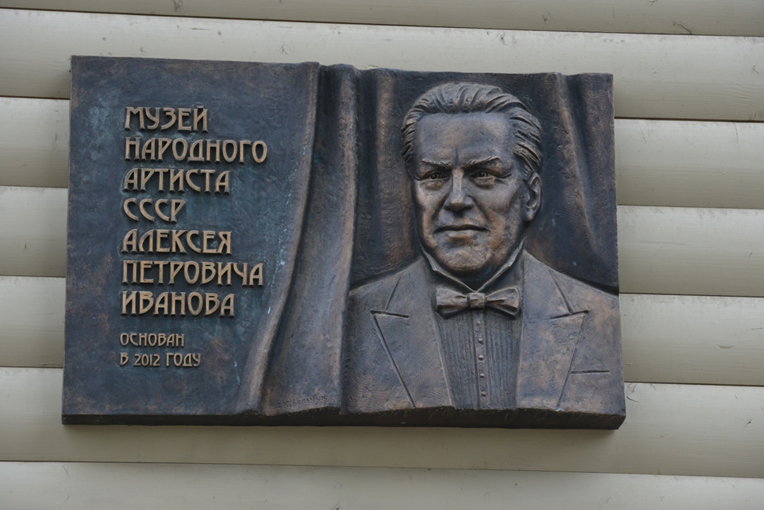 МУЗЕЙ
НАРОДНОГО
АРТИСТА
СССР
АЛЕКСЕЯ
ПЕТРОВИЧА
ИВАНОВА
ОСНОВАН
В 2012 ГОДУ